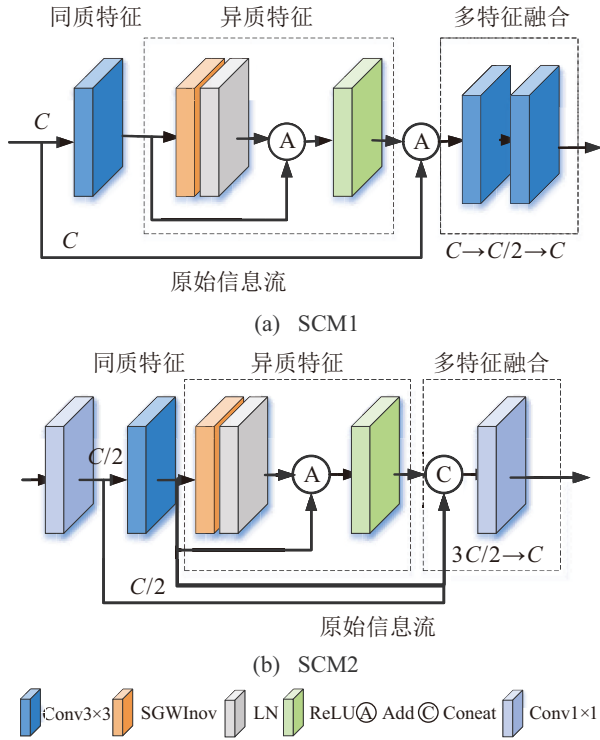 同质特征 异质特征 多特征融合
C A A
C C→C/2→C
原始信息流
(a) SCM1
同质特征 异质特征 多特征融合
C/2 A C
C/2 3C/2→C
原始信息流
(b) SCM2
Conv3×3 SGWInov LN ReLU A Add C Coneat Conv1×1